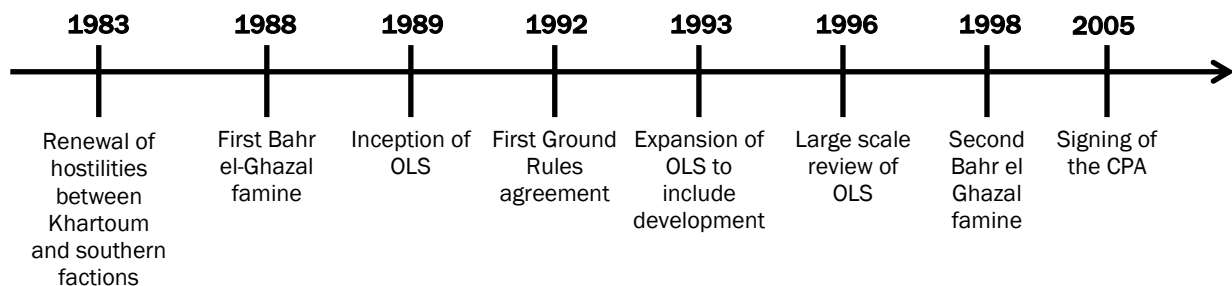 1983
1988
1989
1992
1993
1996
1998
2005
Renewal of
hostilities
between
Khartoum
and southern
factions
First Bahr
el-Ghazal
famine
Inception of
OLS
First Ground
Rules
agreement
Expansion of
OLS to
include
development
Large scale
review of
OLS
Second
Bahr el
Ghazal
famine
Signing of
the CPA